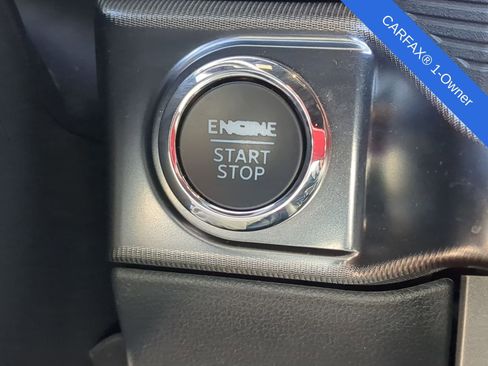 CARFAX® 1-Owner
ENGINE
START
STOP